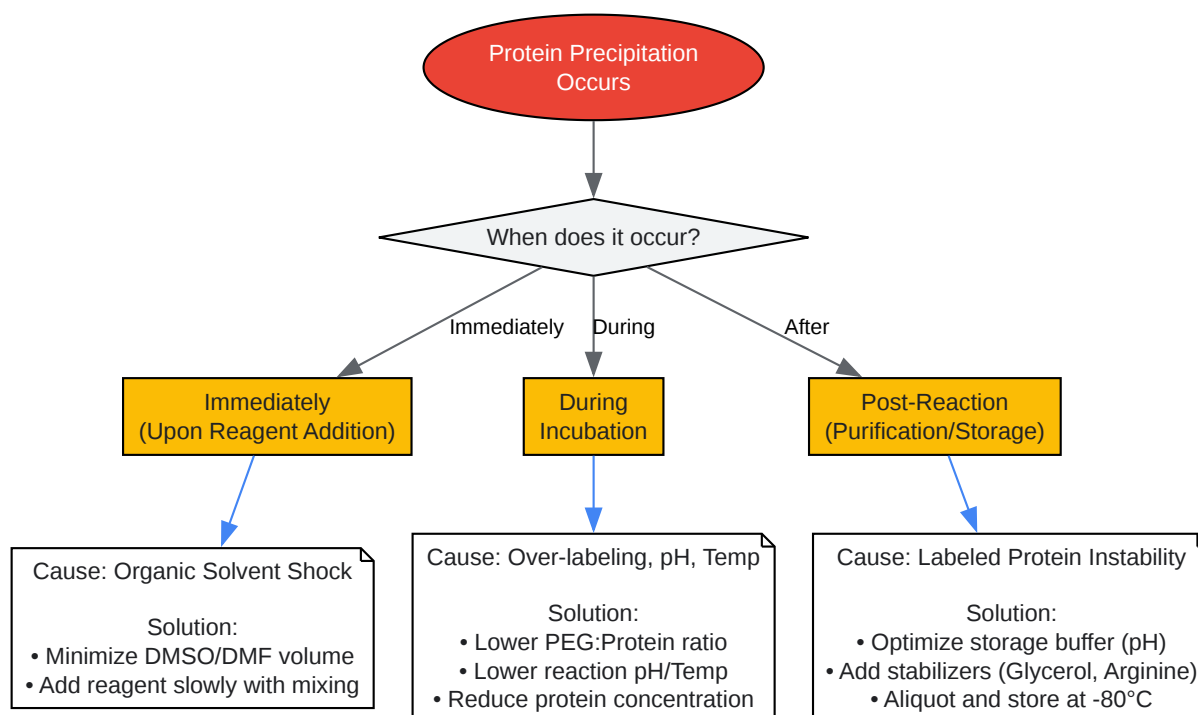 Protein Precipitation
Occurs
When does it occur?
Immediately
During
After
Immediately
(Upon Reagent Addition)
During
Incubation
Post-Reaction
(Purification/Storage)
Cause: Organic Solvent Shock
Solution:
• Minimize DMSO/DMF volume
• Add reagent slowly with mixing
Cause: Over-labeling, pH, Temp
Solution:
• Lower PEG:Protein ratio
• Lower reaction pH/Temp
• Reduce protein concentration
Cause: Labeled Protein Instability
Solution:
• Optimize storage buffer (pH)
• Add stabilizers (Glycerol, Arginine)
• Aliquot and store at -80°C